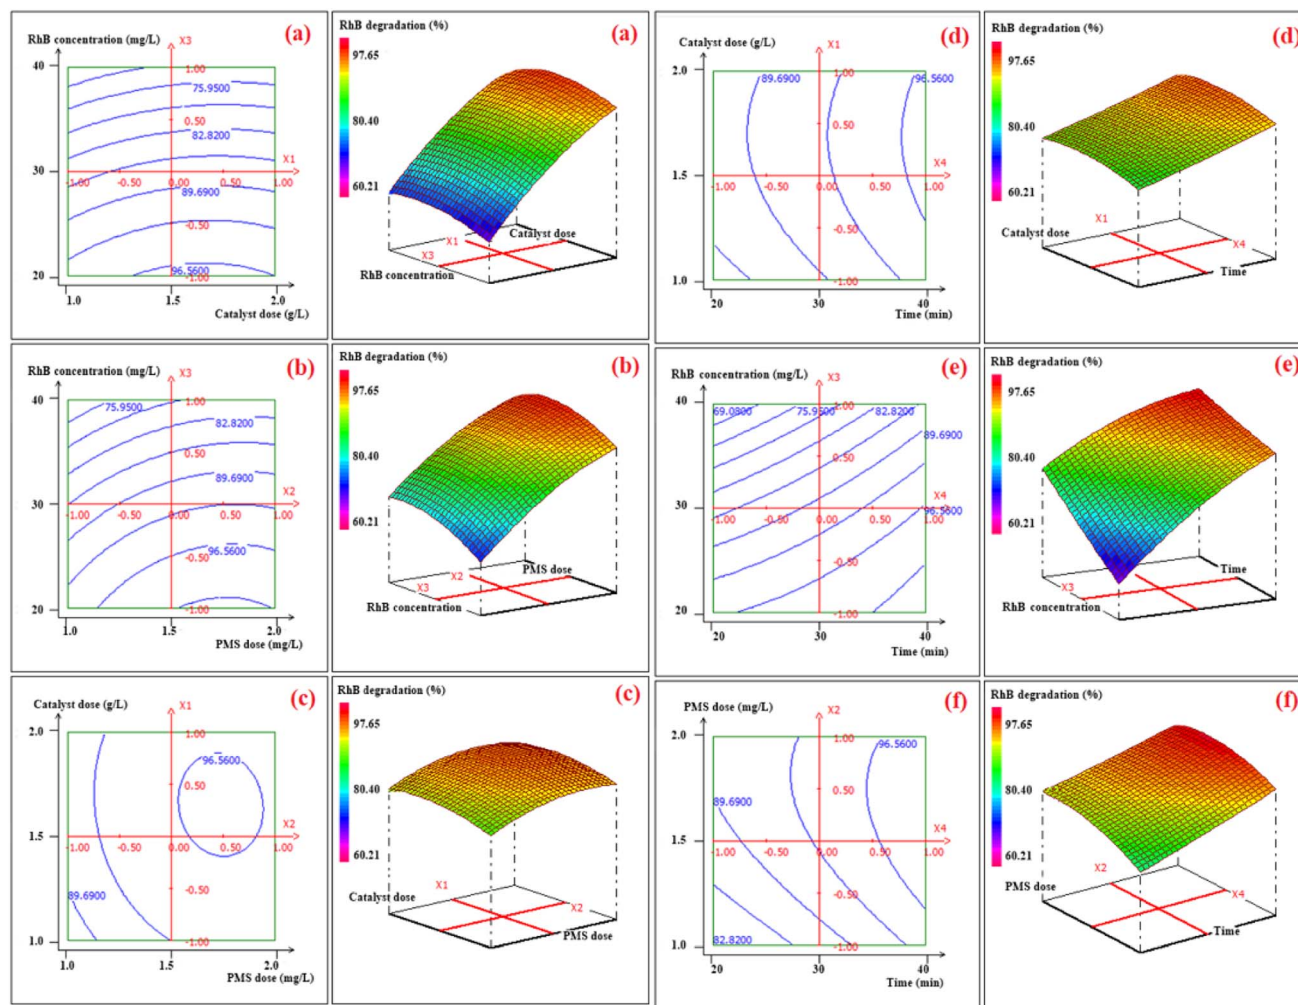 RhB concentration (mg/L) X3 (a)
40
1.00
75.9500
0.50
82.8200
X1
30
-1.00 -0.50 0.00 0.50 1.00
89.6900
-0.50
96.5600
-1.00
20
1.0 1.5 2.0
Catalyst dose (g/L)
RhB degradation (%) (a)
97.65
80.40
60.21
X1 Catalyst dose
X3
RhB concentration
Catalyst dose (g/L) X1 (d)
2.0
89.6900 1.00 96.5600
0.50
X4
1.5
-1.00 -0.50 0.00 0.50 1.00
-0.50
1.0 -1.00
20 30 40
Time (min)
RhB degradation (%) (d)
97.65
80.40
60.21
X1
Catalyst dose X4
Time
RhB concentration (mg/L) X3 (b)
40
75.9500 1.00
82.8200
0.50
89.6900
X2
30
-1.00 -0.50 0.00 0.50 1.00
96.5600
-0.50
20 -1.00
1.0 1.5 2.0
PMS dose (mg/L)
RhB degradation (%) (b)
97.65
80.40
60.21
X2 PMS dose
X3
RhB concentration
RhB concentration (mg/L) X3 (e)
40
69.0800 75.9500 1.00 82.8200
89.6900
0.50
X4
30
96.5600
-1.00 -0.50 0.00 0.50 1.00
-0.50
20 -1.00
20 30 40
Time (min)
RhB degradation (%) (e)
97.65
80.40
60.21
Time
X3 X4
RhB concentration
Catalyst dose (g/L) X1 (c)
2.0
1.00
96.5600
0.50
X2
1.5
-1.00 -0.50 0.00 0.50 1.00
89.6900
-0.50
1.0 -1.00
1.0 1.5 2.0
PMS dose (mg/L)
RhB degradation (%) (c)
97.65
80.40
60.21
X1
Catalyst dose
X2
PMS dose
PMS dose (mg/L) X2 (f)
2.0
1.00 96.5600
0.50
89.6900
X4
1.5
-1.00 -0.50 0.00 0.50 1.00
-0.50
82.8200
1.0 -1.00
20 30 40
Time (min)
RhB degradation (%) (f)
97.65
80.40
60.21
X2
PMS dose
X4
Time